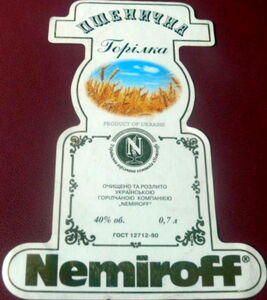 ПШЕНИЧНА
Горілка
PRODUCT OF UKRAINE
N
ОЧИЩЕНО ТА РОЗЛИТО
УКРАЇНСЬКОЮ
ГОРІЛЧАНОЮ КОМПАНІЄЮ
"NEMIROFF"
40% об. 0,7 л
ГОСТ 12712-80
Nemiroff®